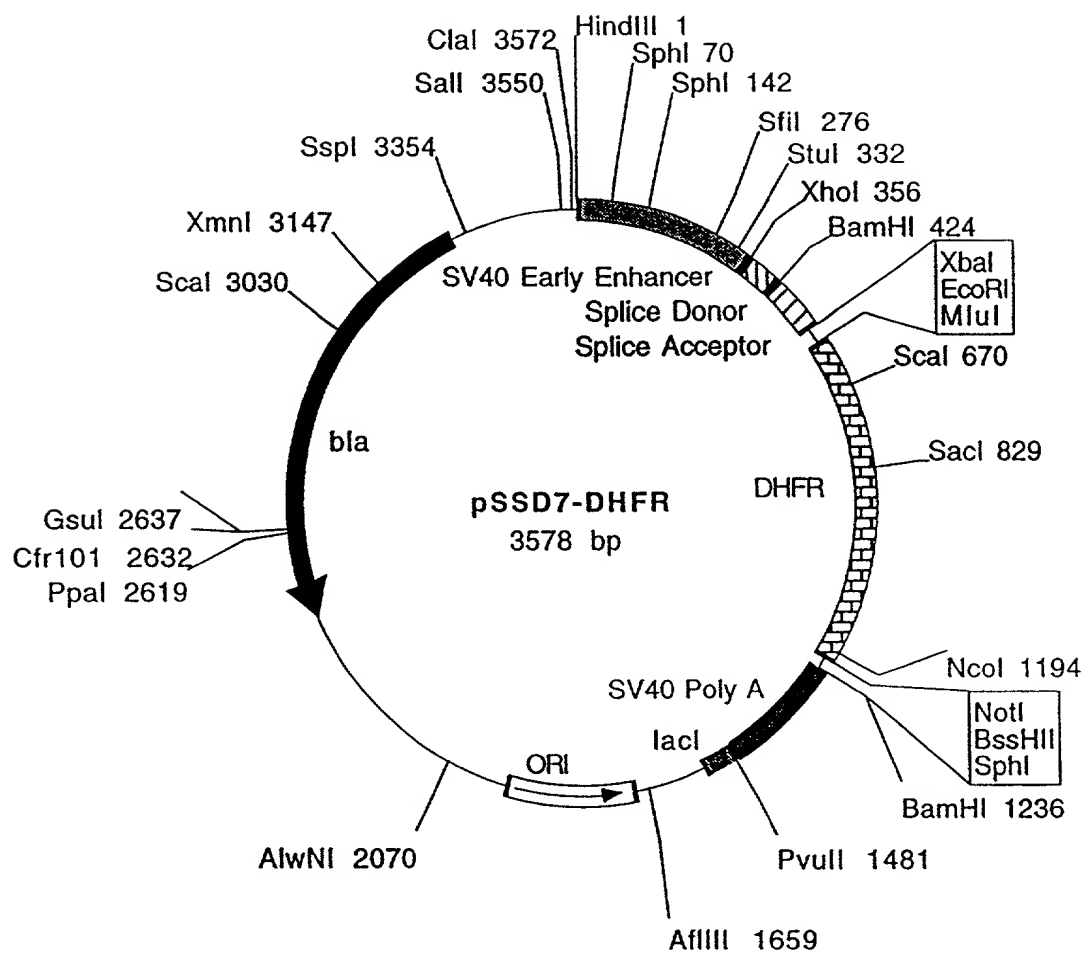 HindIII 1
ClaI 3572
SphI 70
SalI 3550
SphI 142
SfiI 276
SspI 3354
StuI 332
XhoI 356
XmnI 3147
BamHI 424
XbaI
EcoRI
MluI
ScaI 3030
SV40 Early Enhancer
Splice Donor
Splice Acceptor
ScaI 670
bla
SacI 829
DHFR
pSSD7-DHFR
3578 bp
GsuI 2637
Cfr101 2632
PpaI 2619
NcoI 1194
SV40 Poly A
NotI
BssHII
SphI
lacI
ORI
BamHI 1236
AlwNI 2070
PvuII 1481
AflIII 1659